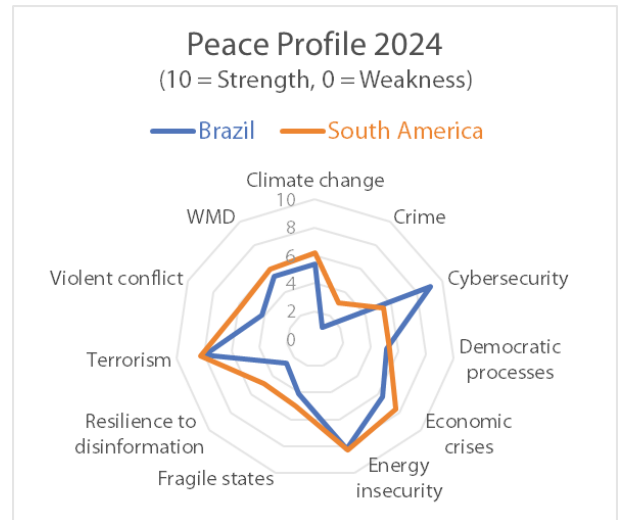 Peace Profile 2024
(10 = Strength, 0 = Weakness)
Brazil
South America
Climate change
10
8
6
4
2
0
Crime
Cybersecurity
Democratic
processes
Economic
crises
Energy
insecurity
Fragile states
Resilience to
disinformation
Terrorism
Violent conflict
WMD